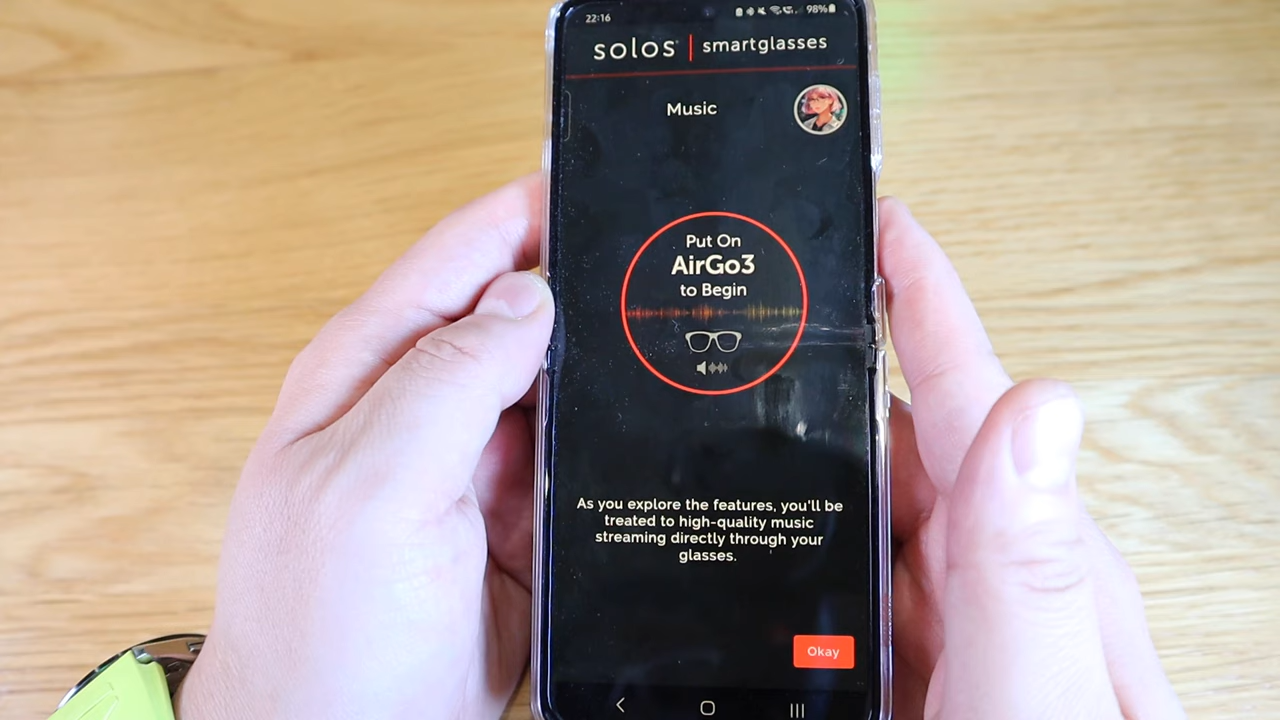 22:16
98%
solos | smartglasses
Music
Put On
AirGo3
to Begin
As you explore the features, you'll be
treated to high-quality music
streaming directly through your
glasses.
Okay